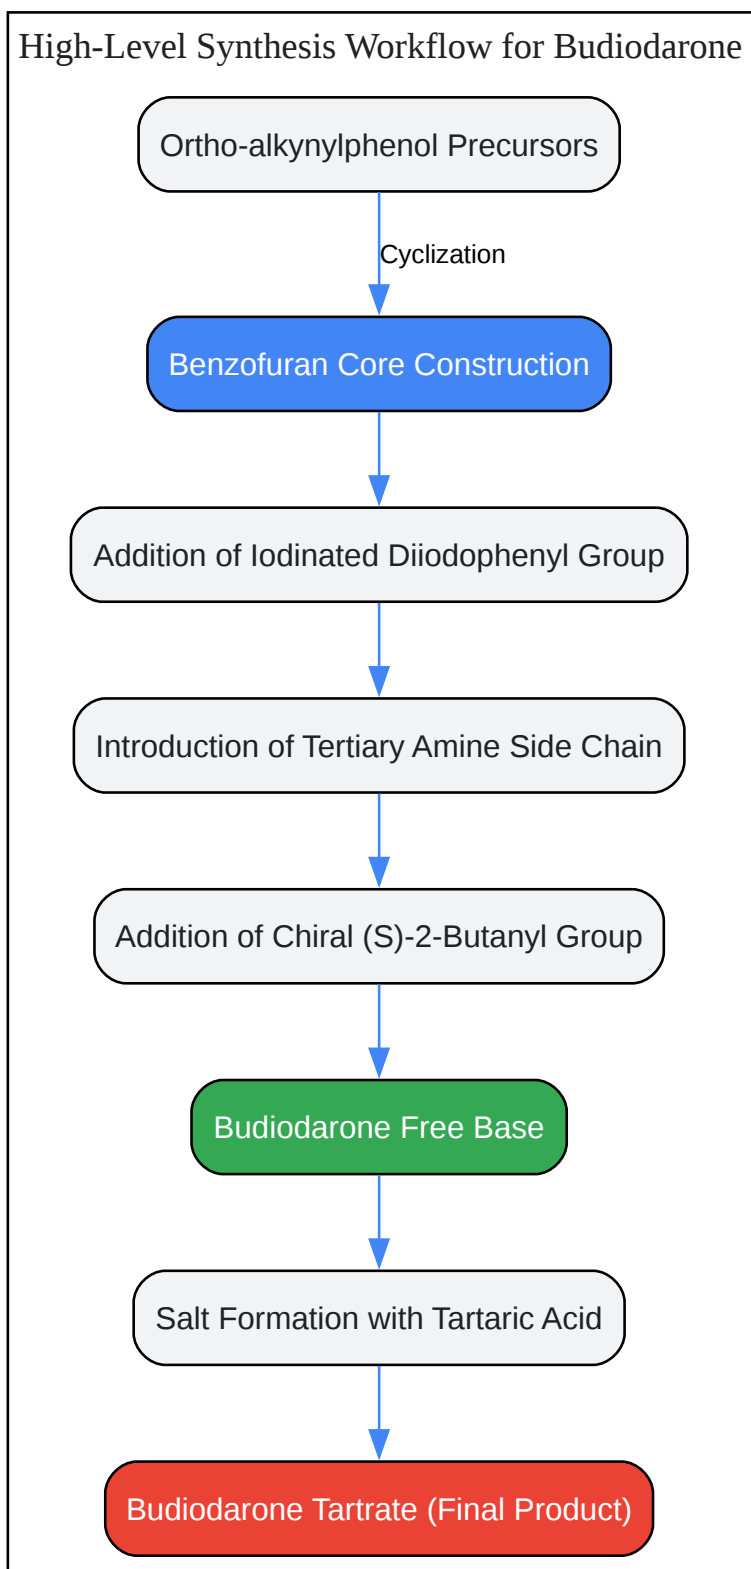 High-Level Synthesis Workflow for Budiodarone
Ortho-alkynylphenol Precursors
Cyclization
Benzofuran Core Construction
Addition of Iodinated Diiodophenyl Group
Introduction of Tertiary Amine Side Chain
Addition of Chiral (S)-2-Butanyl Group
Budiodarone Free Base
Salt Formation with Tartaric Acid
Budiodarone Tartrate (Final Product)